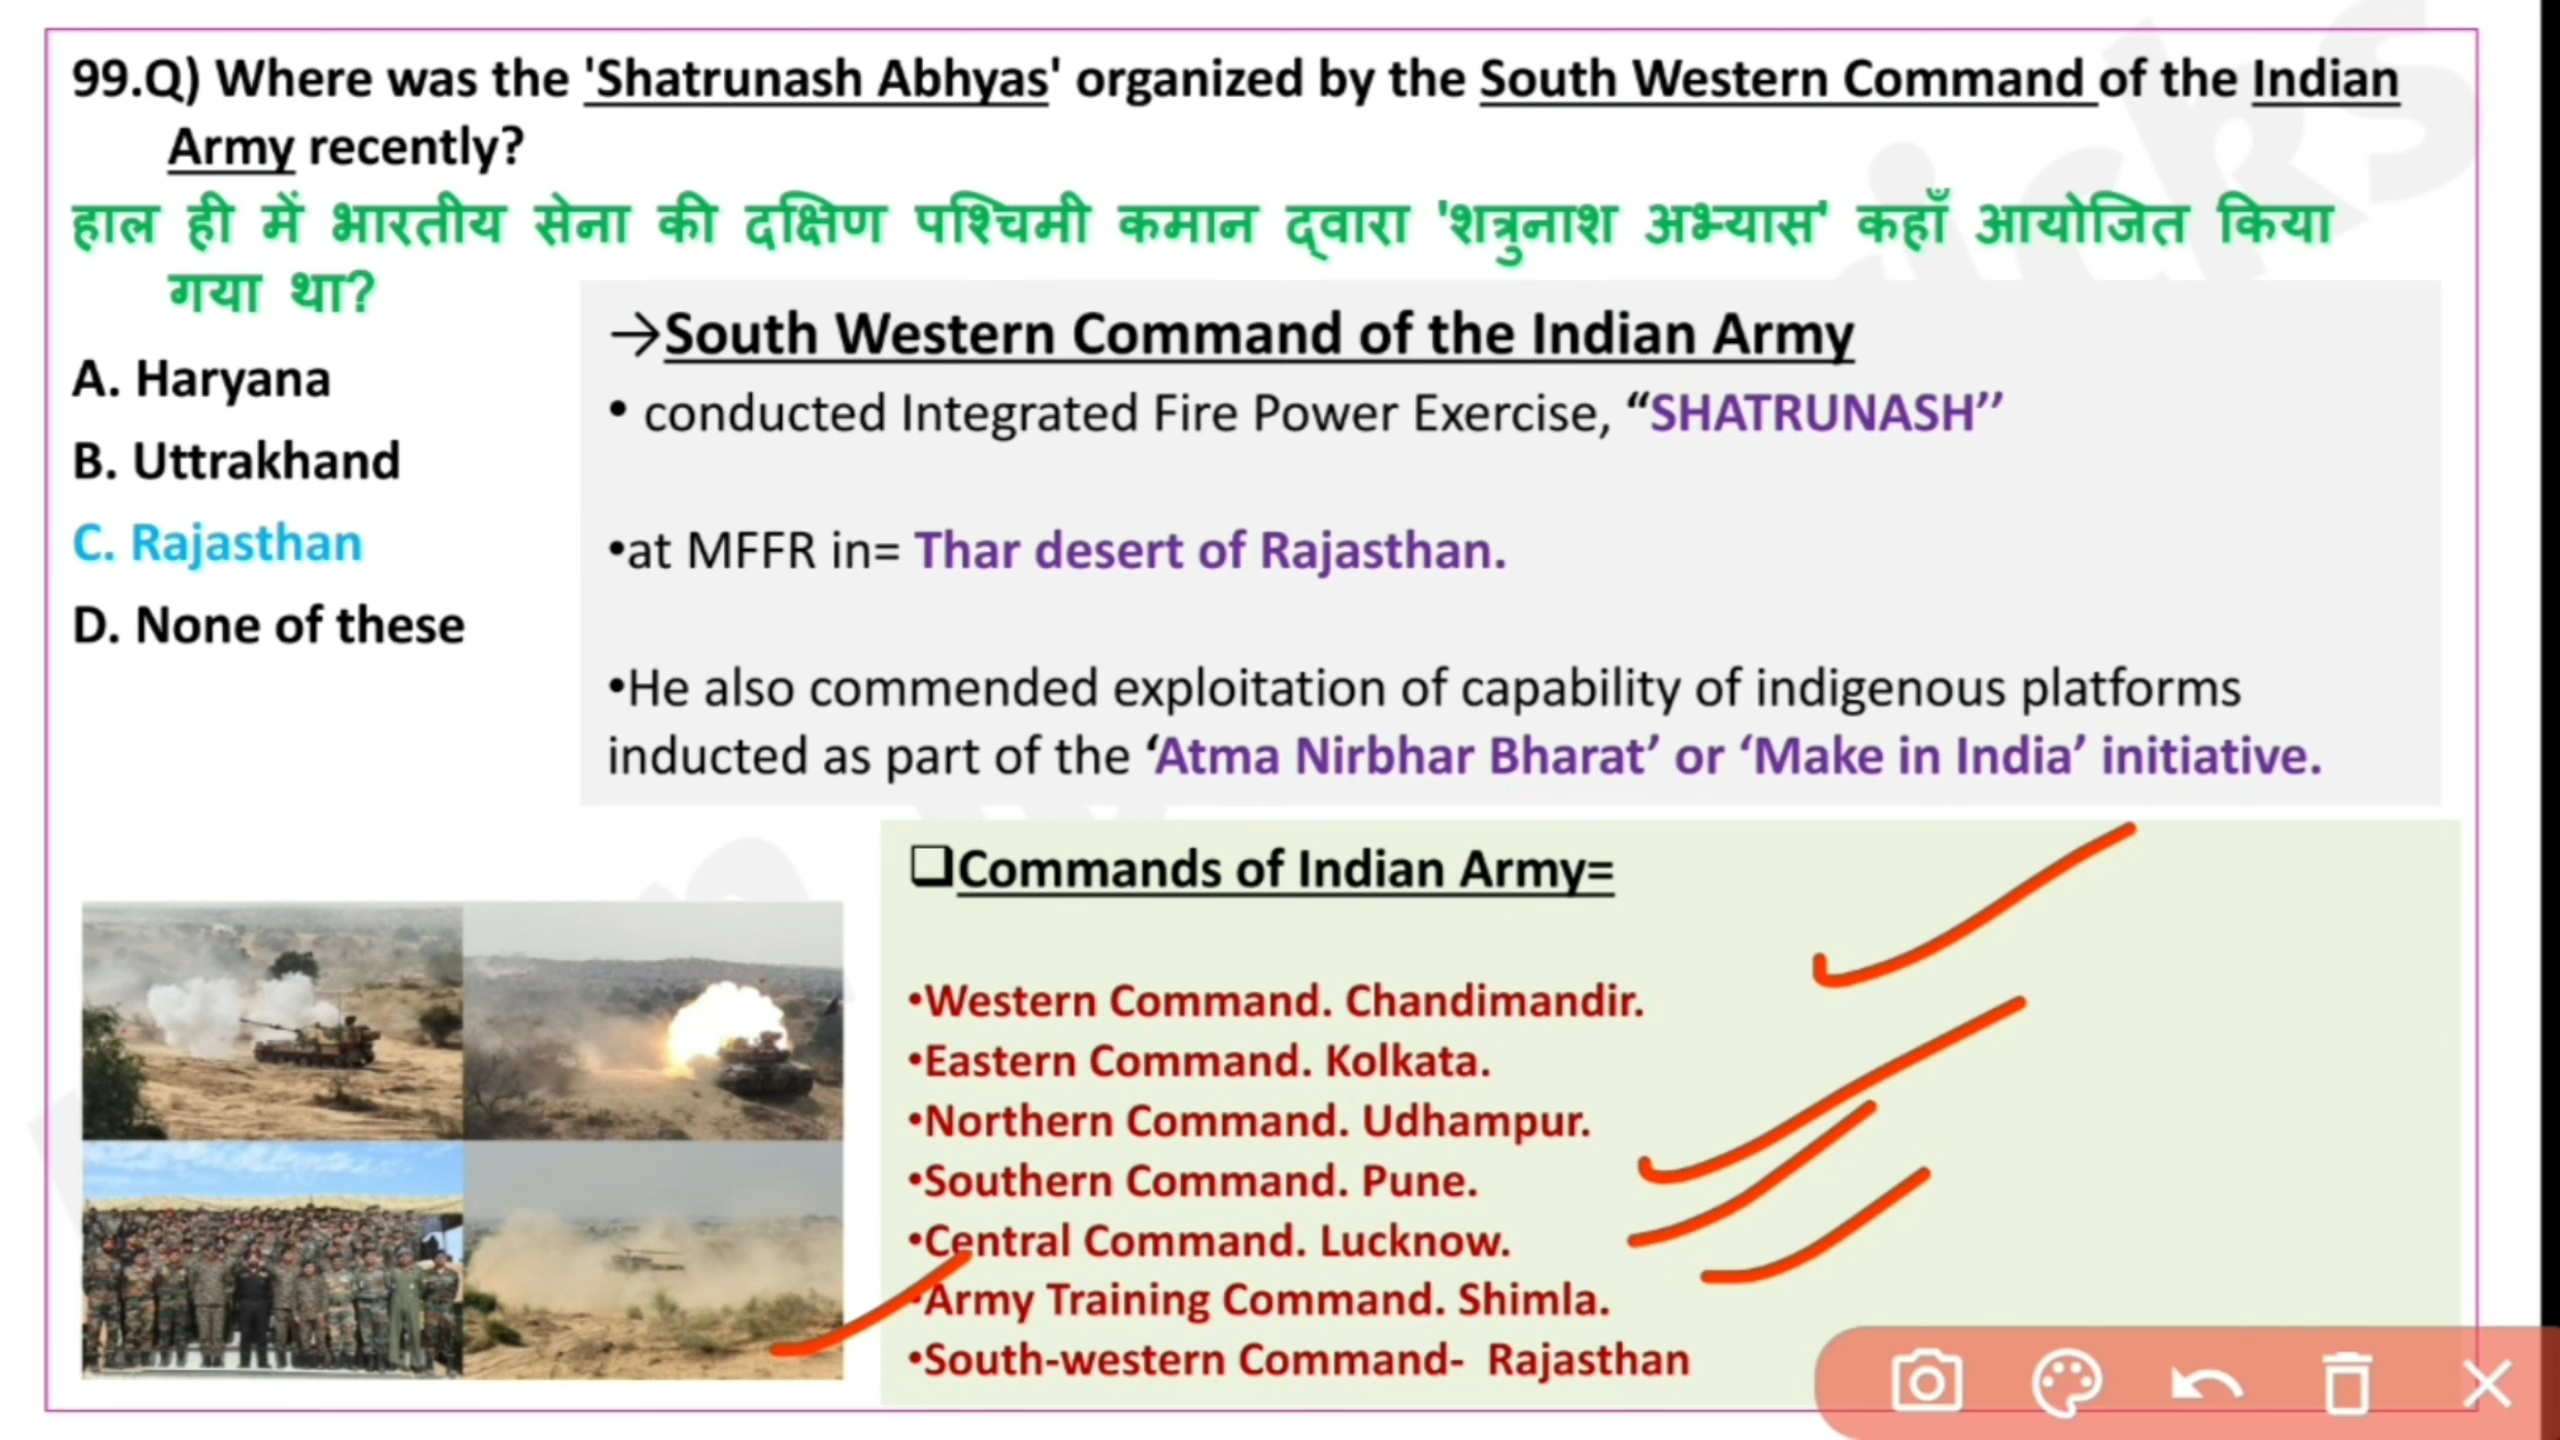 99.Q) Where was the 'Shatrunash Abhyas' organized by the South Western Command of the Indian
Army recently?
हाल ही में भारतीय सेना की दक्षिण पश्चिमी कमान द्वारा 'शत्रुनाश अभ्यास' कहाँ आयोजित किया
गया था?
A. Haryana
B. Uttrakhand
C. Rajasthan
D. None of these
→South Western Command of the Indian Army
• conducted Integrated Fire Power Exercise, “SHATRUNASH’’
•at MFFR in= Thar desert of Rajasthan.
•He also commended exploitation of capability of indigenous platforms
inducted as part of the ‘Atma Nirbhar Bharat’ or ‘Make in India’ initiative.
❑Commands of Indian Army=
•Western Command. Chandimandir.
•Eastern Command. Kolkata.
•Northern Command. Udhampur.
•Southern Command. Pune.
•Central Command. Lucknow.
•Army Training Command. Shimla.
•South-western Command- Rajasthan